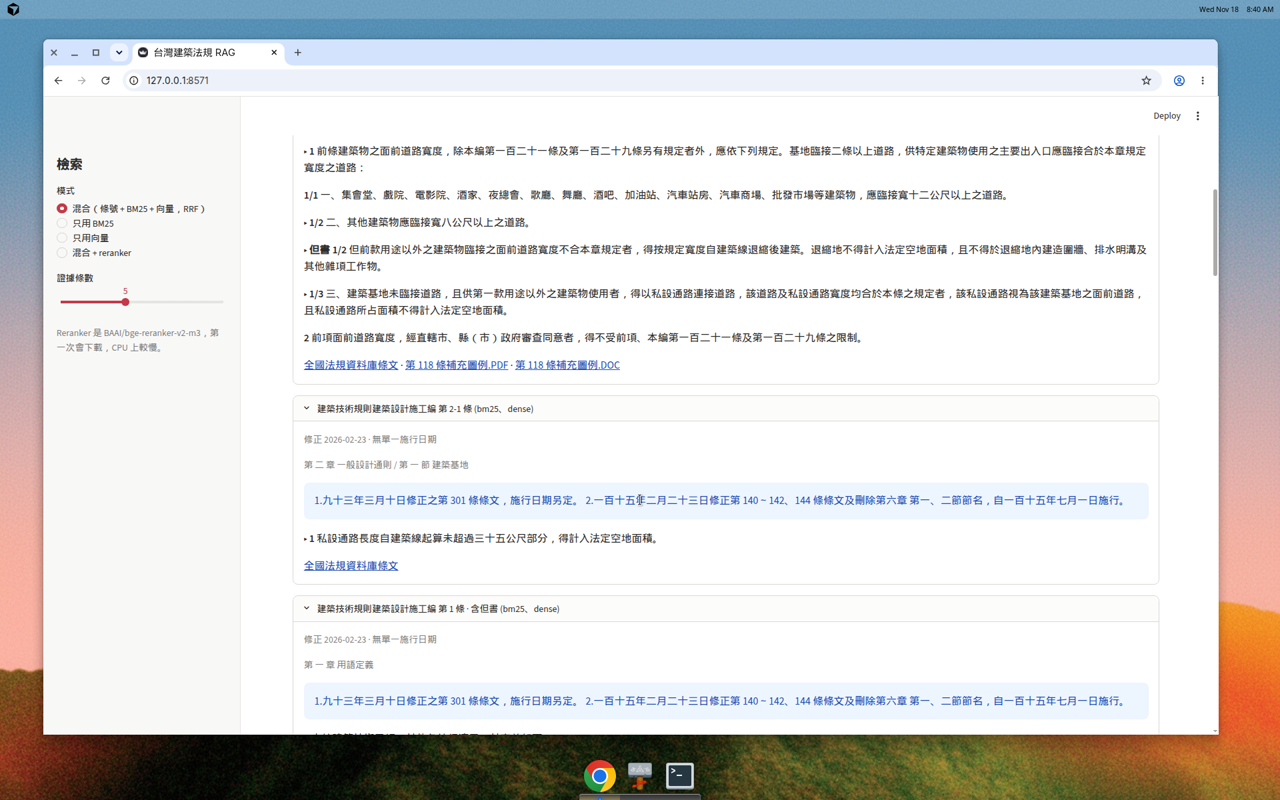 Wed Nov 18 8:40 AM
台灣建築法規 RAG
127.0.0.1:8571
Deploy
檢索
模式
混合（條號 + BM25 + 向量，RRF）
只用 BM25
只用向量
混合 + reranker
證據條數
5
Reranker 是 BAAI/bge-reranker-v2-m3，第
一次會下載，CPU 上較慢。
▸ 1 前條建築物之面前道路寬度，除本編第一百二十一條及第一百二十九條另有規定者外，應依下列規定。基地臨接二條以上道路，供特定建築物使用之主要出入口應臨接合於本章規定
寬度之道路：
1/1 一、集會堂、戲院、電影院、酒家、夜總會、歌廳、舞廳、酒吧、加油站、汽車站房、汽車商場、批發市場等建築物，應臨接寬十二公尺以上之道路。
▸ 1/2 二、其他建築物應臨接寬八公尺以上之道路。
▸ 但書 1/2 但前款用途以外之建築物臨接之面前道路寬度不合本章規定者，得按規定寬度自建築線退縮後建築。退縮地不得計入法定空地面積，且不得於退縮地內建造圍牆、排水明溝及
其他雜項工作物。
▸ 1/3 三、建築基地未臨接道路，且供第一款用途以外之建築物使用者，得以私設通路連接道路，該道路及私設通路寬度均合於本條之規定者，該私設通路視為該建築基地之面前道路，
且私設通路所占面積不得計入法定空地面積。
2 前項面前道路寬度，經直轄市、縣（市）政府審查同意者，得不受前項、本編第一百二十一條及第一百二十九條之限制。
全國法規資料庫條文 · 第 118 條補充圖例.PDF · 第 118 條補充圖例.DOC
建築技術規則建築設計施工編 第 2-1 條 (bm25、dense)
修正 2026-02-23 · 無單一施行日期
第 二 章 一般設計通則 / 第 一 節 建築基地
1.九十三年三月十日修正之第 301 條條文，施行日期另定。 2.一百十五年二月二十三日修正第 140 ~ 142、144 條條文及刪除第六章 第一、二節節名，自一百十五年七月一日施行。
▸ 1 私設通路長度自建築線起算未超過三十五公尺部分，得計入法定空地面積。
全國法規資料庫條文
建築技術規則建築設計施工編 第 1 條 · 含但書 (bm25、dense)
修正 2026-02-23 · 無單一施行日期
第 一 章 用語定義
1.九十三年三月十日修正之第 301 條條文，施行日期另定。 2.一百十五年二月二十三日修正第 140 ~ 142、144 條條文及刪除第六章 第一、二節節名，自一百十五年七月一日施行。